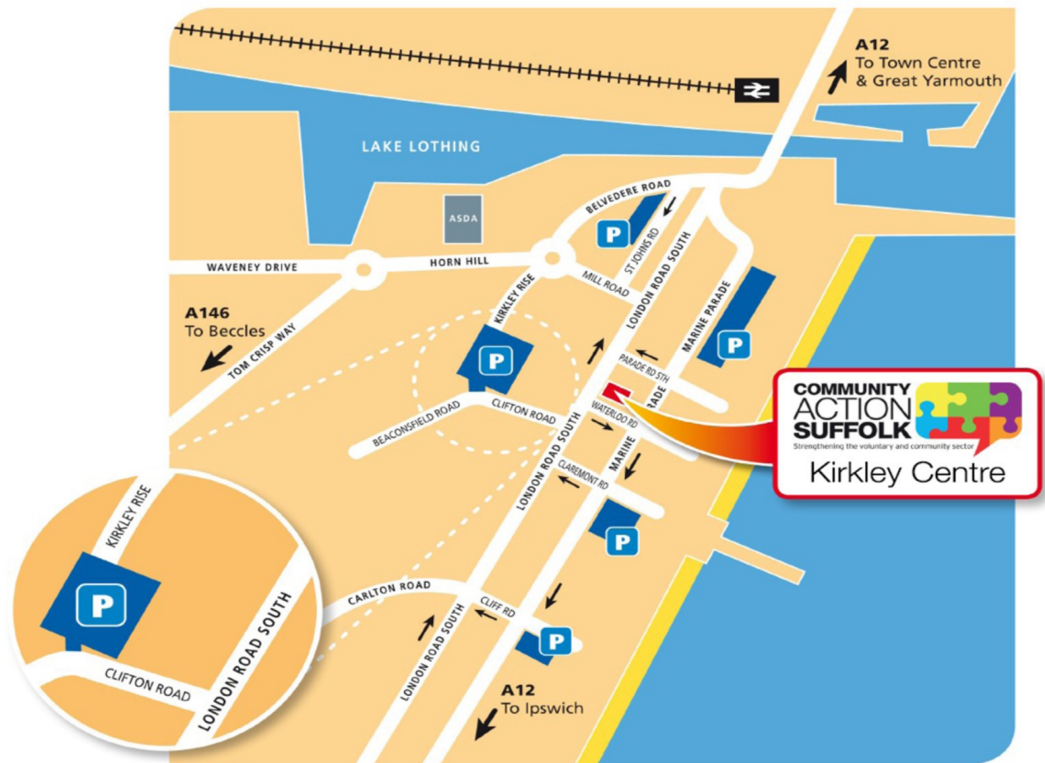 A12
To Town Centre
& Great Yarmouth
LAKE LOTHING
BELVEDERE ROAD
ASDA
P
ST JOHNS RD
WAVENEY DRIVE
HORN HILL
MILL ROAD
LONDON ROAD SOUTH
KIRKLEY RISE
MARINE PARADE
P
A146
To Beccles
TOM CRISP WAY
P
PARADE RD STH
COMMUNITY
ACTION
SUFFOLK
Strengthening the voluntary and community sector
Kirkley Centre
BEACONSFIELD ROAD
CLIFTON ROAD
WATERLOO RD
MARINE PARADE
LONDON ROAD SOUTH
CLAREMONT RD
P
KIRKLEY RISE
P
CLIFTON ROAD
LONDON ROAD SOUTH
CARLTON ROAD
CLIFF RD
P
LONDON ROAD SOUTH
A12
To Ipswich